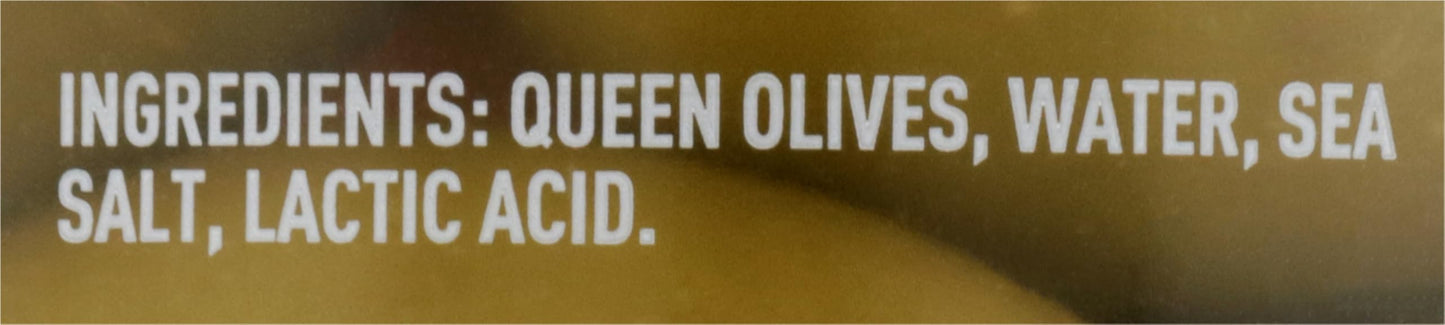 INGREDIENTS: QUEEN OLIVES, WATER, SEA
SALT, LACTIC ACID.